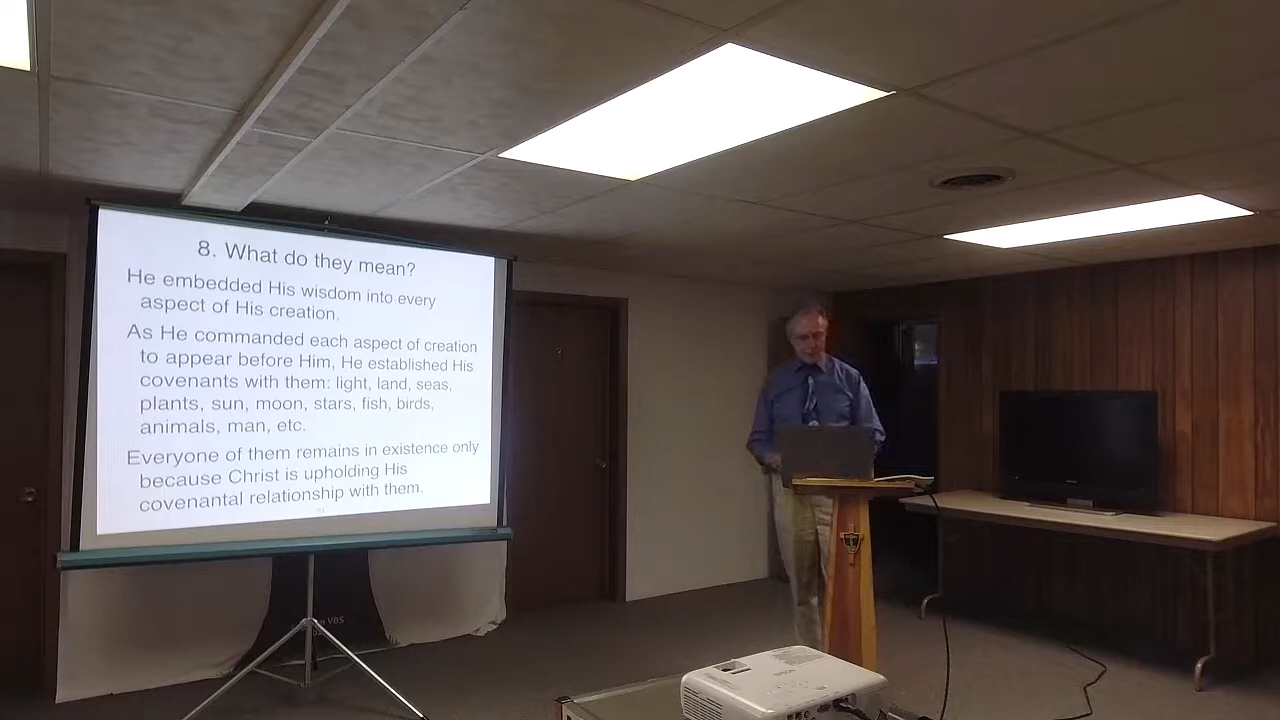 8. What do they mean?
He embedded His wisdom into every
aspect of His creation.
As He commanded each aspect of creation
to appear before Him, He established His
covenants with them: light, land, seas,
plants, sun, moon, stars, fish, birds,
animals, man, etc.
Everyone of them remains in existence only
because Christ is upholding His
covenantal relationship with them.
VBS
EPSON